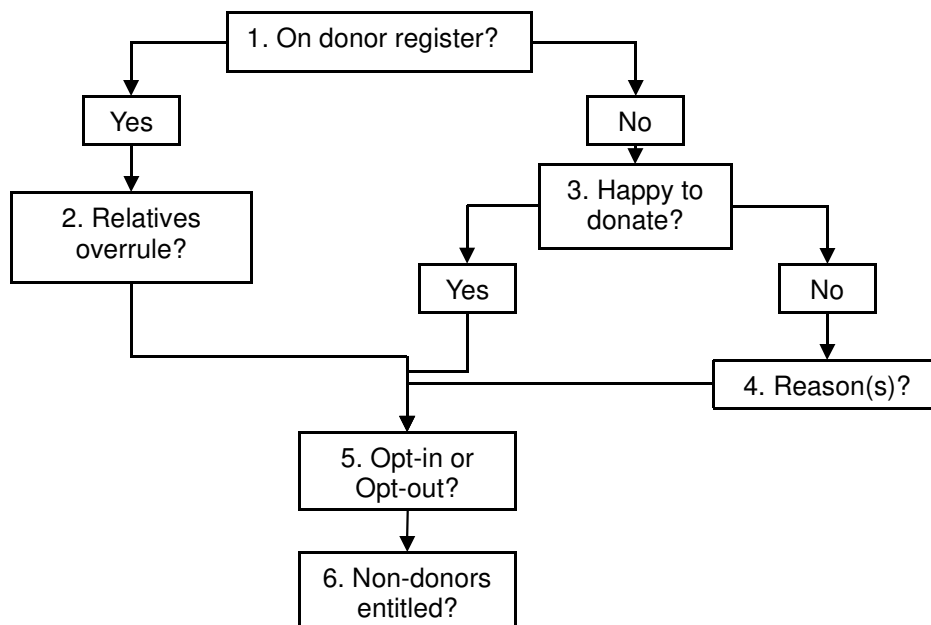 1. On donor register?
Yes
No
2. Relatives
overrule?
3. Happy to
donate?
Yes
No
4. Reason(s)?
5. Opt-in or
Opt-out?
6. Non-donors
entitled?